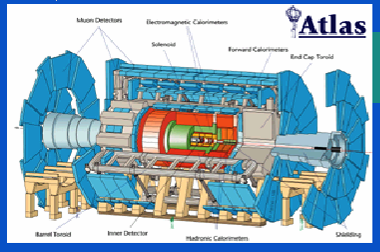 Atlas
Muon Detectors
Electromagnetic Calorimeters
Solenoid
Forward Calorimeters
End Cap Toroid
Barrel Toroid
Inner Detector
Hadronic Calorimeters
Shielding